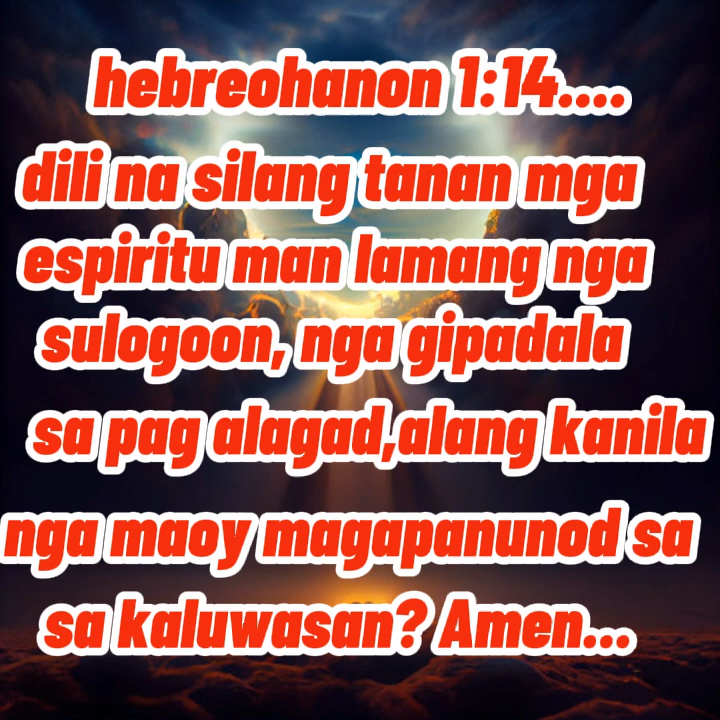 hebreohanon 1:14....
dili na silang tanan mga
espiritu man lamang nga
sulogoon, nga gipadala
sa pag alagad,alang kanila
nga maoy magapanunod sa
sa kaluwasan? Amen...